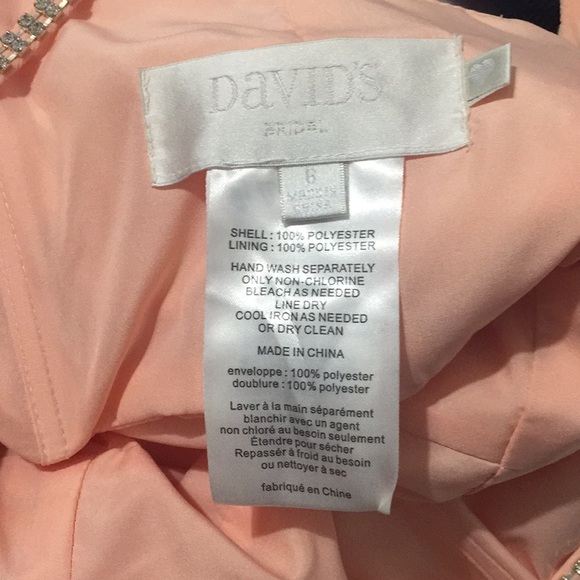 DaVID'S
BRIDAL
6
MADE IN
CHINA
SHELL : 100% POLYESTER
LINING : 100% POLYESTER
HAND WASH SEPARATELY
ONLY NON-CHLORINE
BLEACH AS NEEDED
LINE DRY
COOL IRON AS NEEDED
OR DRY CLEAN
MADE IN CHINA
enveloppe : 100% polyester
doublure : 100% polyester
Laver à la main séparément
blanchir avec un agent
non chloré au besoin seulement
Étendre pour sécher
Repasser à froid au besoin
ou nettoyer à sec
fabriqué en Chine